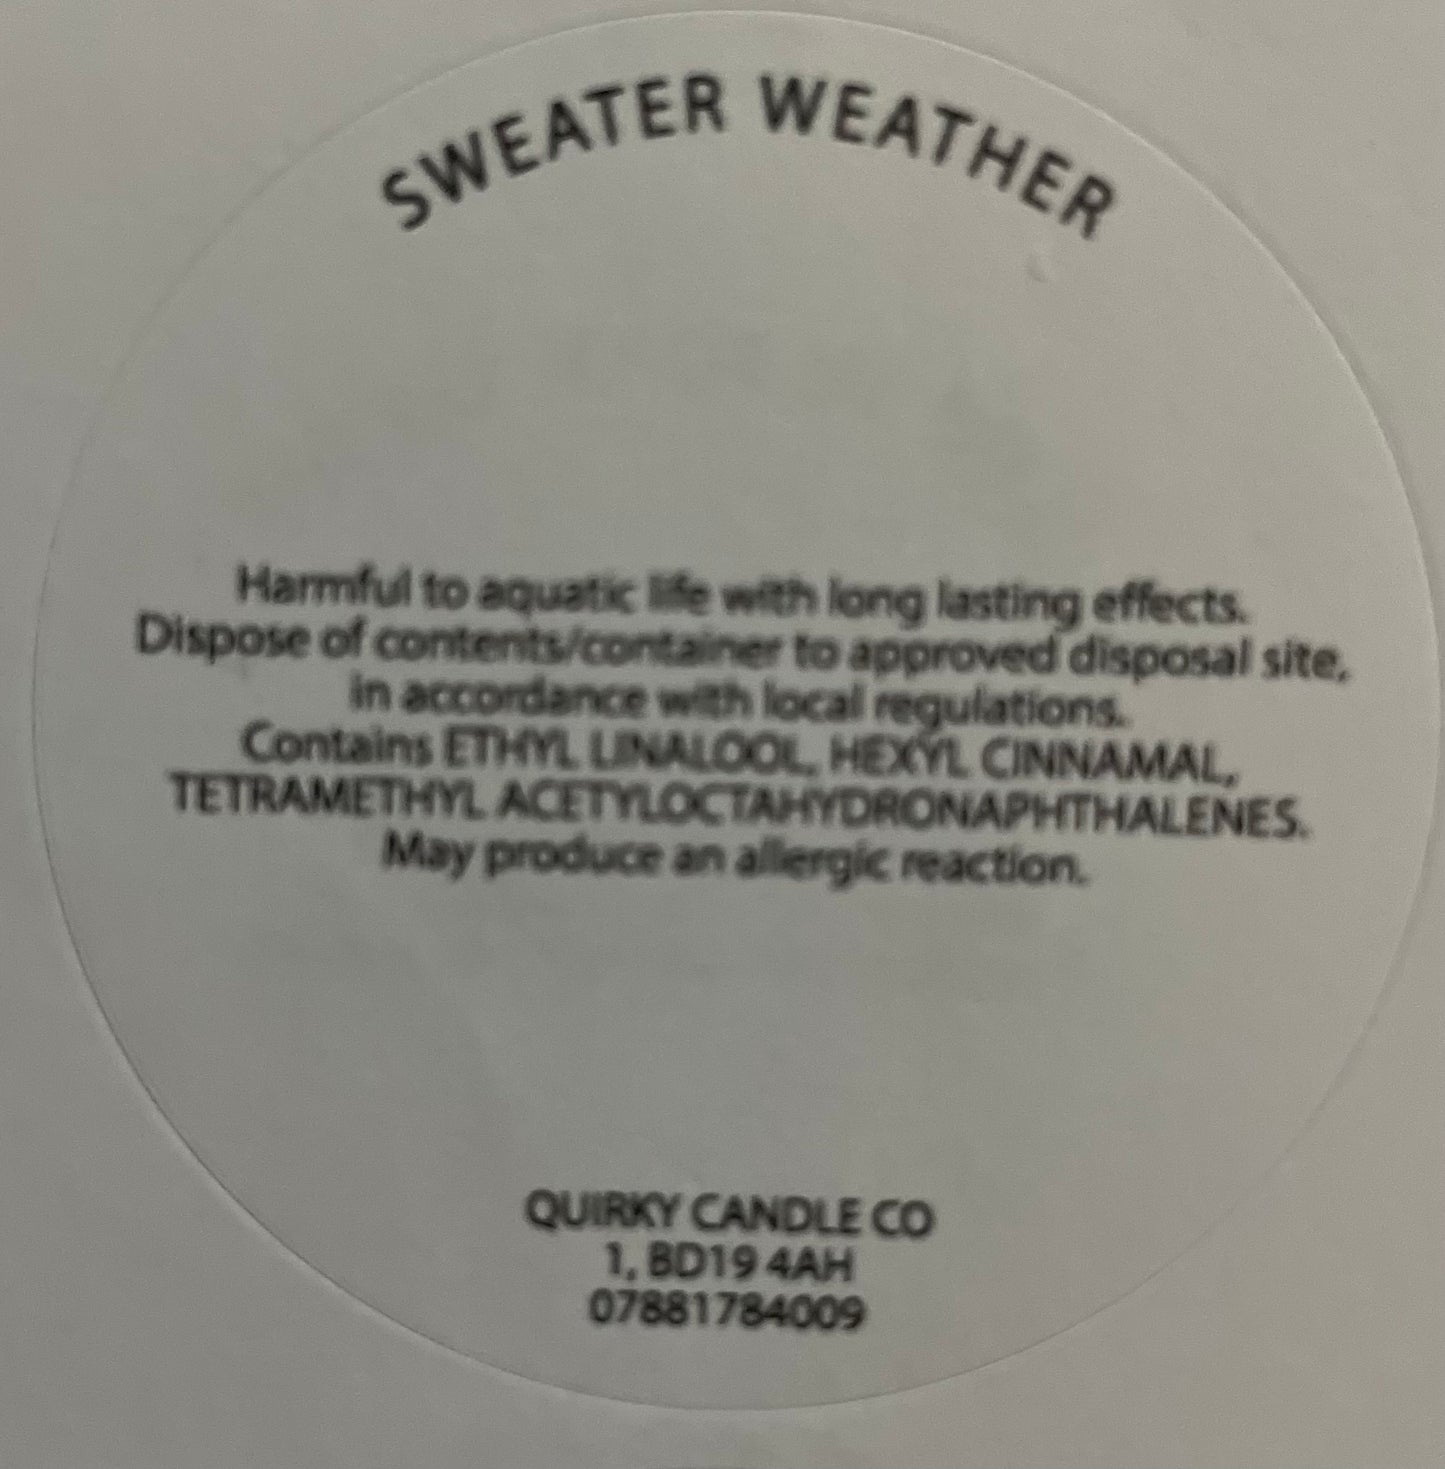 SWEATER WEATHER
Harmful to aquatic life with long lasting effects.
Dispose of contents/container to approved disposal site,
in accordance with local regulations.
Contains ETHYL LINALOOL, HEXYL CINNAMAL,
TETRAMETHYL ACETYLOCTAHYDRONAPHTHALENES.
May produce an allergic reaction.
QUIRKY CANDLE CO
1, BD19 4AH
07881784009